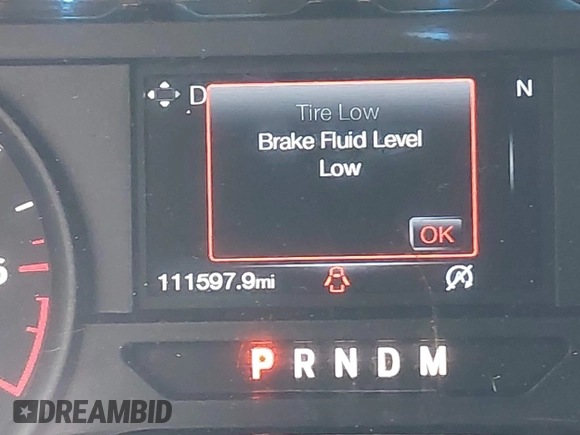 D
N
Tire Low
Brake Fluid Level
Low
OK
111597.9mi
P R N D M
DREAMBID